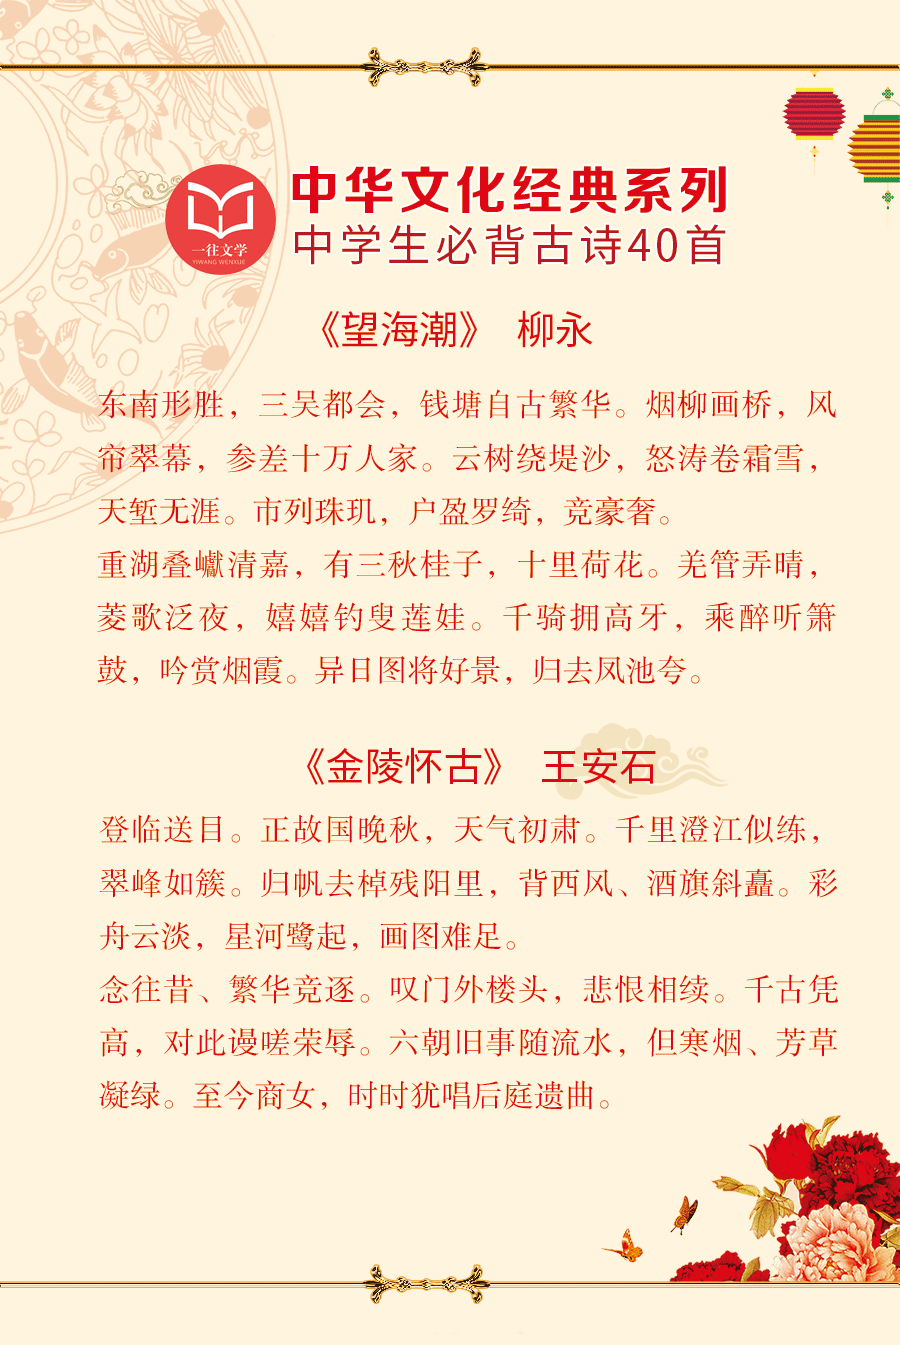 中华文化经典系列
中学生必背古诗40首
一往文学
YIWANG WENXUE
《望海潮》 柳永
东南形胜，三吴都会，钱塘自古繁华。烟柳画桥，风
帘翠幕，参差十万人家。云树绕堤沙，怒涛卷霜雪，
天堑无涯。市列珠玑，户盈罗绮，竞豪奢。
重湖叠巘清嘉，有三秋桂子，十里荷花。羌管弄晴，
菱歌泛夜，嬉嬉钓叟莲娃。千骑拥高牙，乘醉听箫
鼓，吟赏烟霞。异日图将好景，归去凤池夸。
《金陵怀古》 王安石
登临送目。正故国晚秋，天气初肃。千里澄江似练，
翠峰如簇。归帆去棹残阳里，背西风、酒旗斜矗。彩
舟云淡，星河鹭起，画图难足。
念往昔、繁华竞逐。叹门外楼头，悲恨相续。千古凭
高，对此谩嗟荣辱。六朝旧事随流水，但寒烟、芳草
凝绿。至今商女，时时犹唱后庭遗曲。